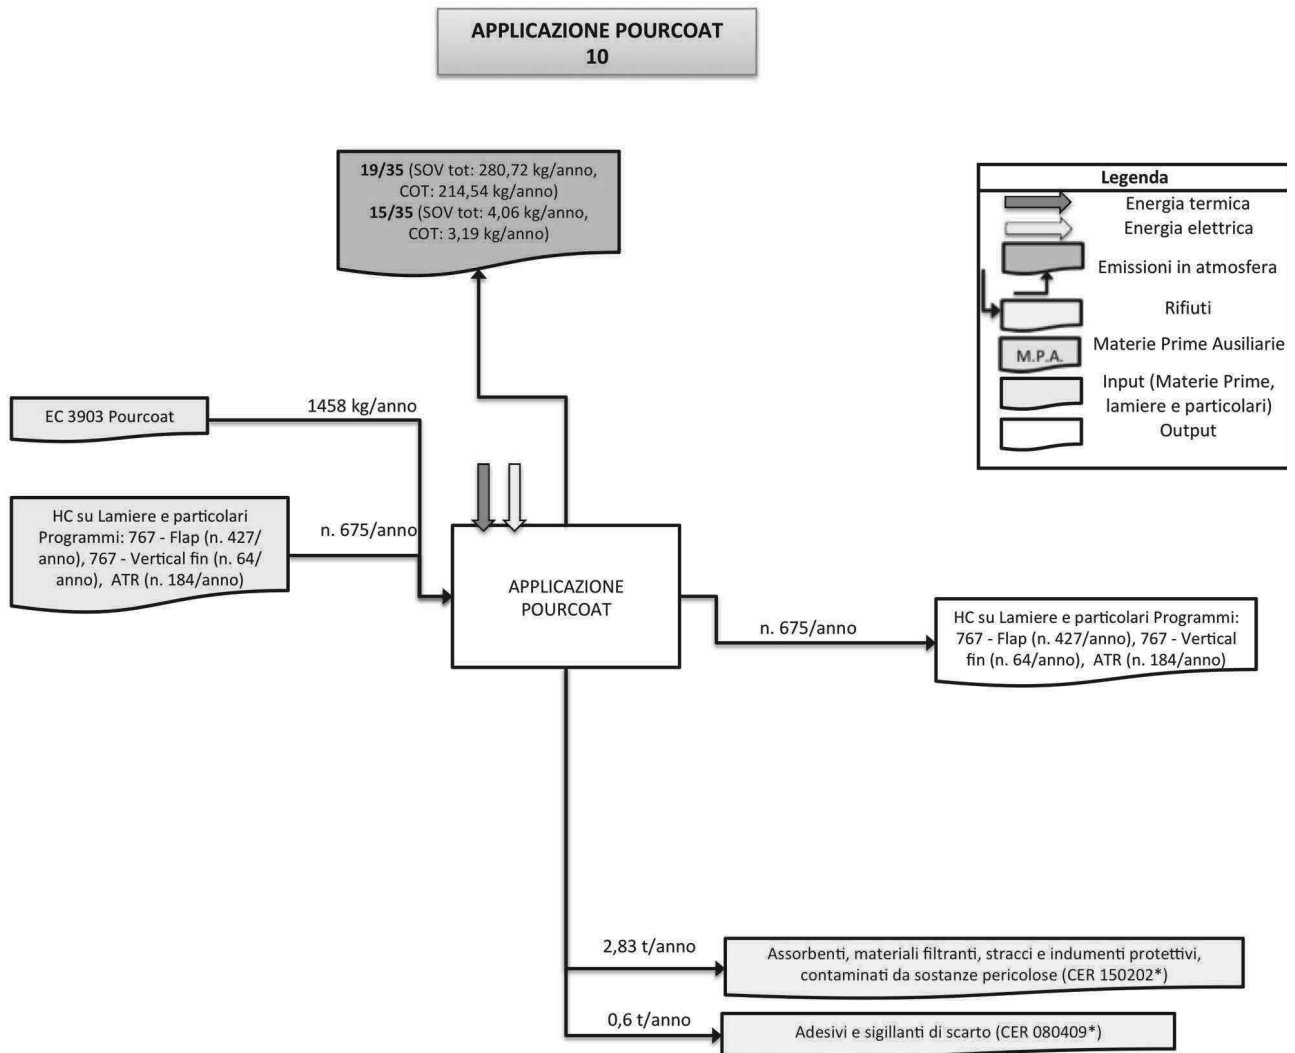 APPLICAZIONE POURCOAT
10
19/35 (SOV tot: 280,72 kg/anno,
COT: 214,54 kg/anno)
15/35 (SOV tot: 4,06 kg/anno,
COT: 3,19 kg/anno)
Legenda
Energia termica
Energia elettrica
Emissioni in atmosfera
Rifiuti
M.P.A.
Materie Prime Ausiliarie
Input (Materie Prime,
lamiere e particolari)
Output
EC 3903 Pourcoat
1458 kg/anno
HC su Lamiere e particolari
Programmi: 767 - Flap (n. 427/
anno), 767 - Vertical fin (n. 64/
anno), ATR (n. 184/anno)
n. 675/anno
APPLICAZIONE
POURCOAT
n. 675/anno
HC su Lamiere e particolari Programmi:
767 - Flap (n. 427/anno), 767 - Vertical
fin (n. 64/anno), ATR (n. 184/anno)
2,83 t/anno
Assorbenti, materiali filtranti, stracci e indumenti protettivi,
contaminati da sostanze pericolose (CER 150202*)
0,6 t/anno
Adesivi e sigillanti di scarto (CER 080409*)